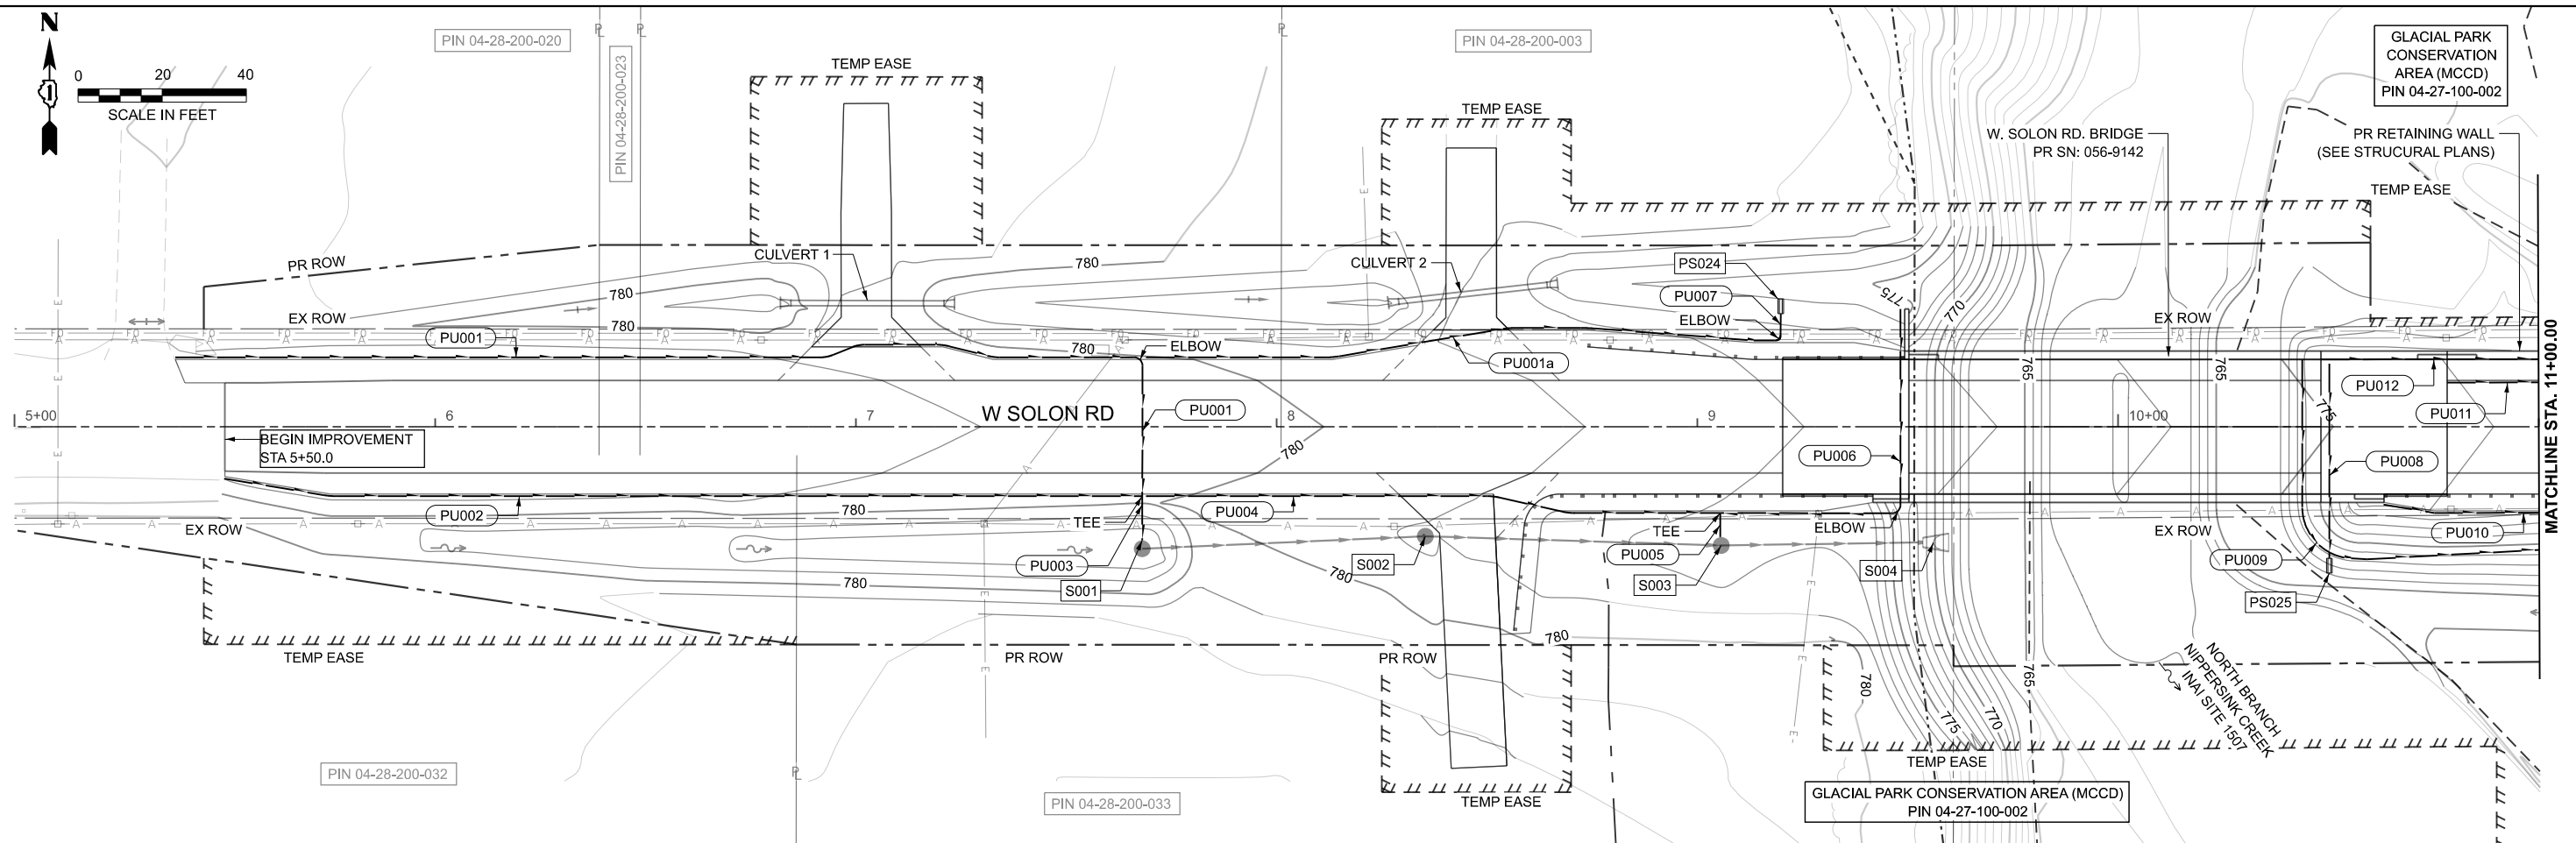 N
0 20 40
SCALE IN FEET
PIN 04-28-200-020
PIN 04-28-200-023
PIN 04-28-200-003
GLACIAL PARK
CONSERVATION
AREA (MCCD)
PIN 04-27-100-002
TEMP EASE
TEMP EASE
W. SOLON RD. BRIDGE
PR SN: 056-9142
PR RETAINING WALL
(SEE STRUCURAL PLANS)
TEMP EASE
PR ROW
CULVERT 1
780
CULVERT 2
PS024
PU007
ELBOW
775
770
780
780
EX ROW
EX ROW
PU001
780
ELBOW
PU001a
765
765
PU012
PU011
775
5+00
6
7
W SOLON RD
PU001
8
9
10+00
BEGIN IMPROVEMENT
STA 5+50.0
780
PU006
PU008
MATCHLINE STA. 11+00.00
PU002
780
TEE
PU004
TEE
ELBOW
EX ROW
EX ROW
PU010
PU003
S001
S002
PU005
S003
S004
PU009
PS025
780
780
780
TEMP EASE
PR ROW
PR ROW
780
775
770
765
NORTH BRANCH
NIPPERSINK CREEK
INAI SITE 1507
PIN 04-28-200-032
PIN 04-28-200-033
TEMP EASE
TEMP EASE
GLACIAL PARK CONSERVATION AREA (MCCD)
PIN 04-27-100-002